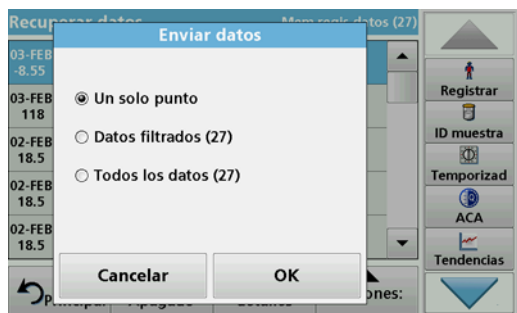 Enviar datos
datos (27)
03-FEB
-8.55
03-FEB
118
02-FEB
18.5
02-FEB
18.5
02-FEB
18.5
Un solo punto
Datos filtrados (27)
Todos los datos (27)
Cancelar
OK
Registrar
ID muestra
Temporizad
ACA
Tendencias